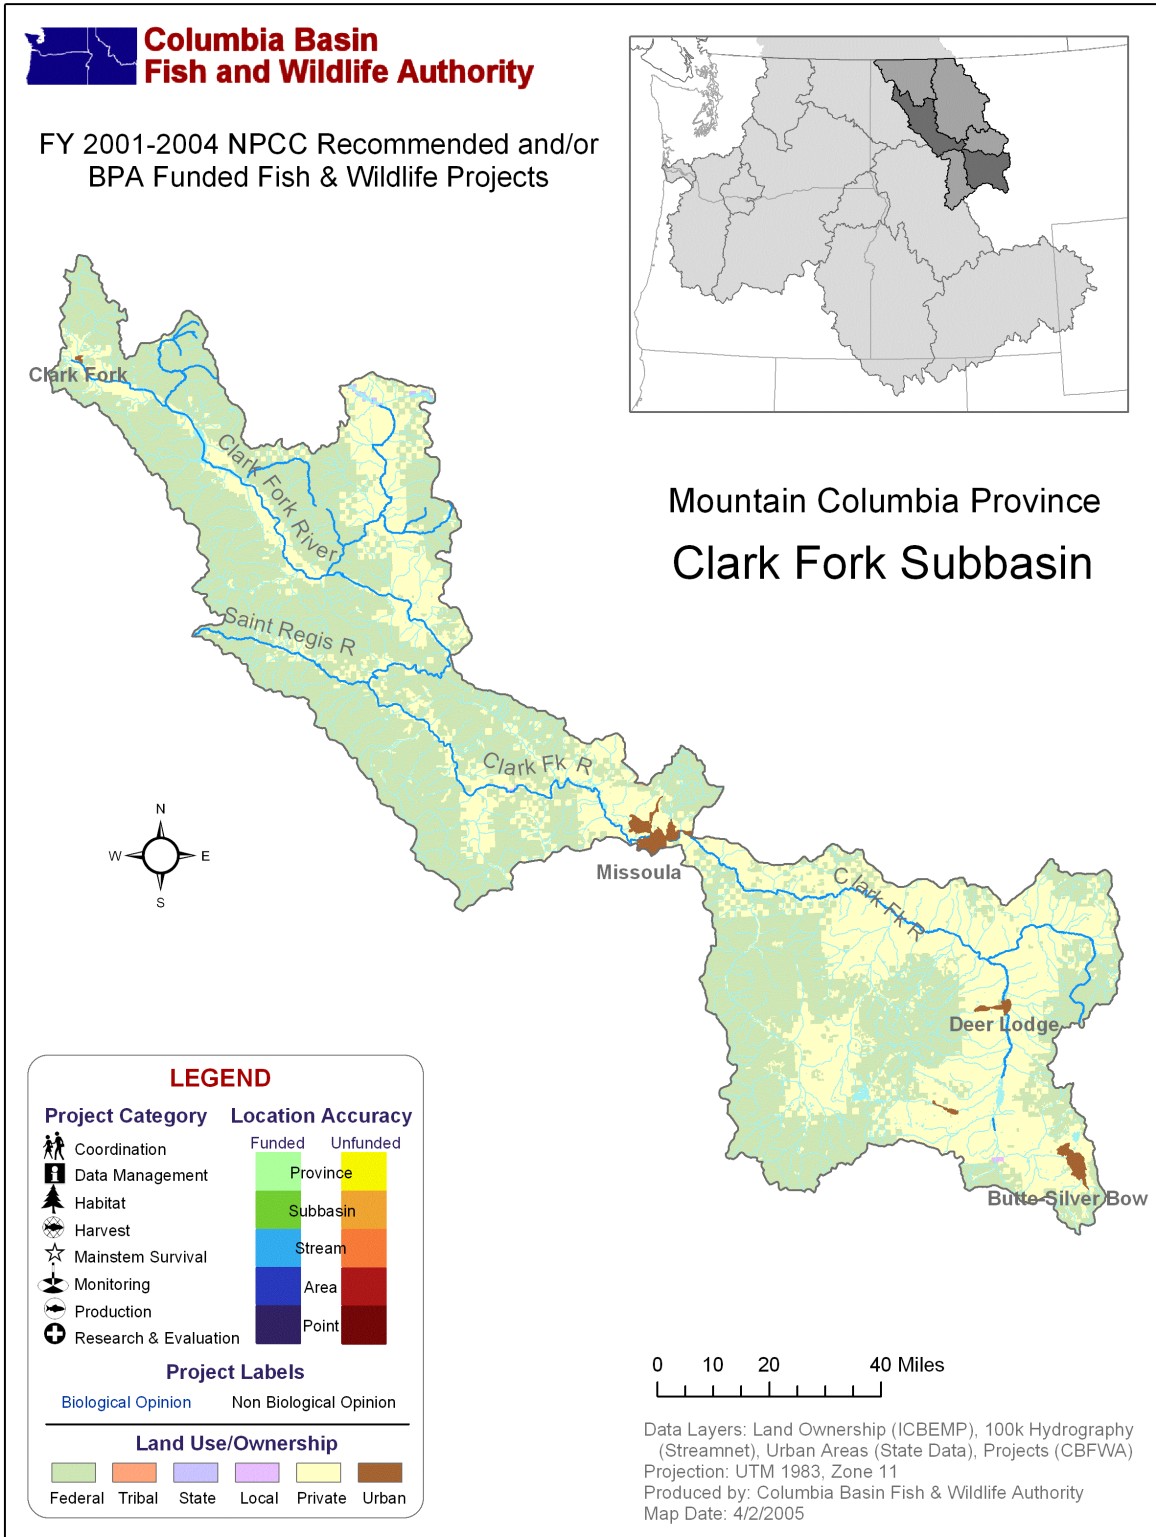 Columbia Basin
Fish and Wildlife Authority
FY 2001-2004 NPCC Recommended and/or
BPA Funded Fish & Wildlife Projects
Mountain Columbia Province
Clark Fork Subbasin
Clark Fork
Clark Fork River
Saint Regis R
Clark Fk R
Missoula
Clark Fk R
Deer Lodge
Butte-Silver Bow
N
W
E
S
LEGEND
Project Category
Coordination
Data Management
Habitat
Harvest
Mainstem Survival
Monitoring
Production
Research & Evaluation
Location Accuracy
Funded Unfunded
Province
Subbasin
Stream
Area
Point
Project Labels
Biological Opinion Non Biological Opinion
Land Use/Ownership
Federal Tribal State Local Private Urban
0 10 20 40 Miles
Data Layers: Land Ownership (ICBEMP), 100k Hydrography
(Streamnet), Urban Areas (State Data), Projects (CBFWA)
Projection: UTM 1983, Zone 11
Produced by: Columbia Basin Fish & Wildlife Authority
Map Date: 4/2/2005